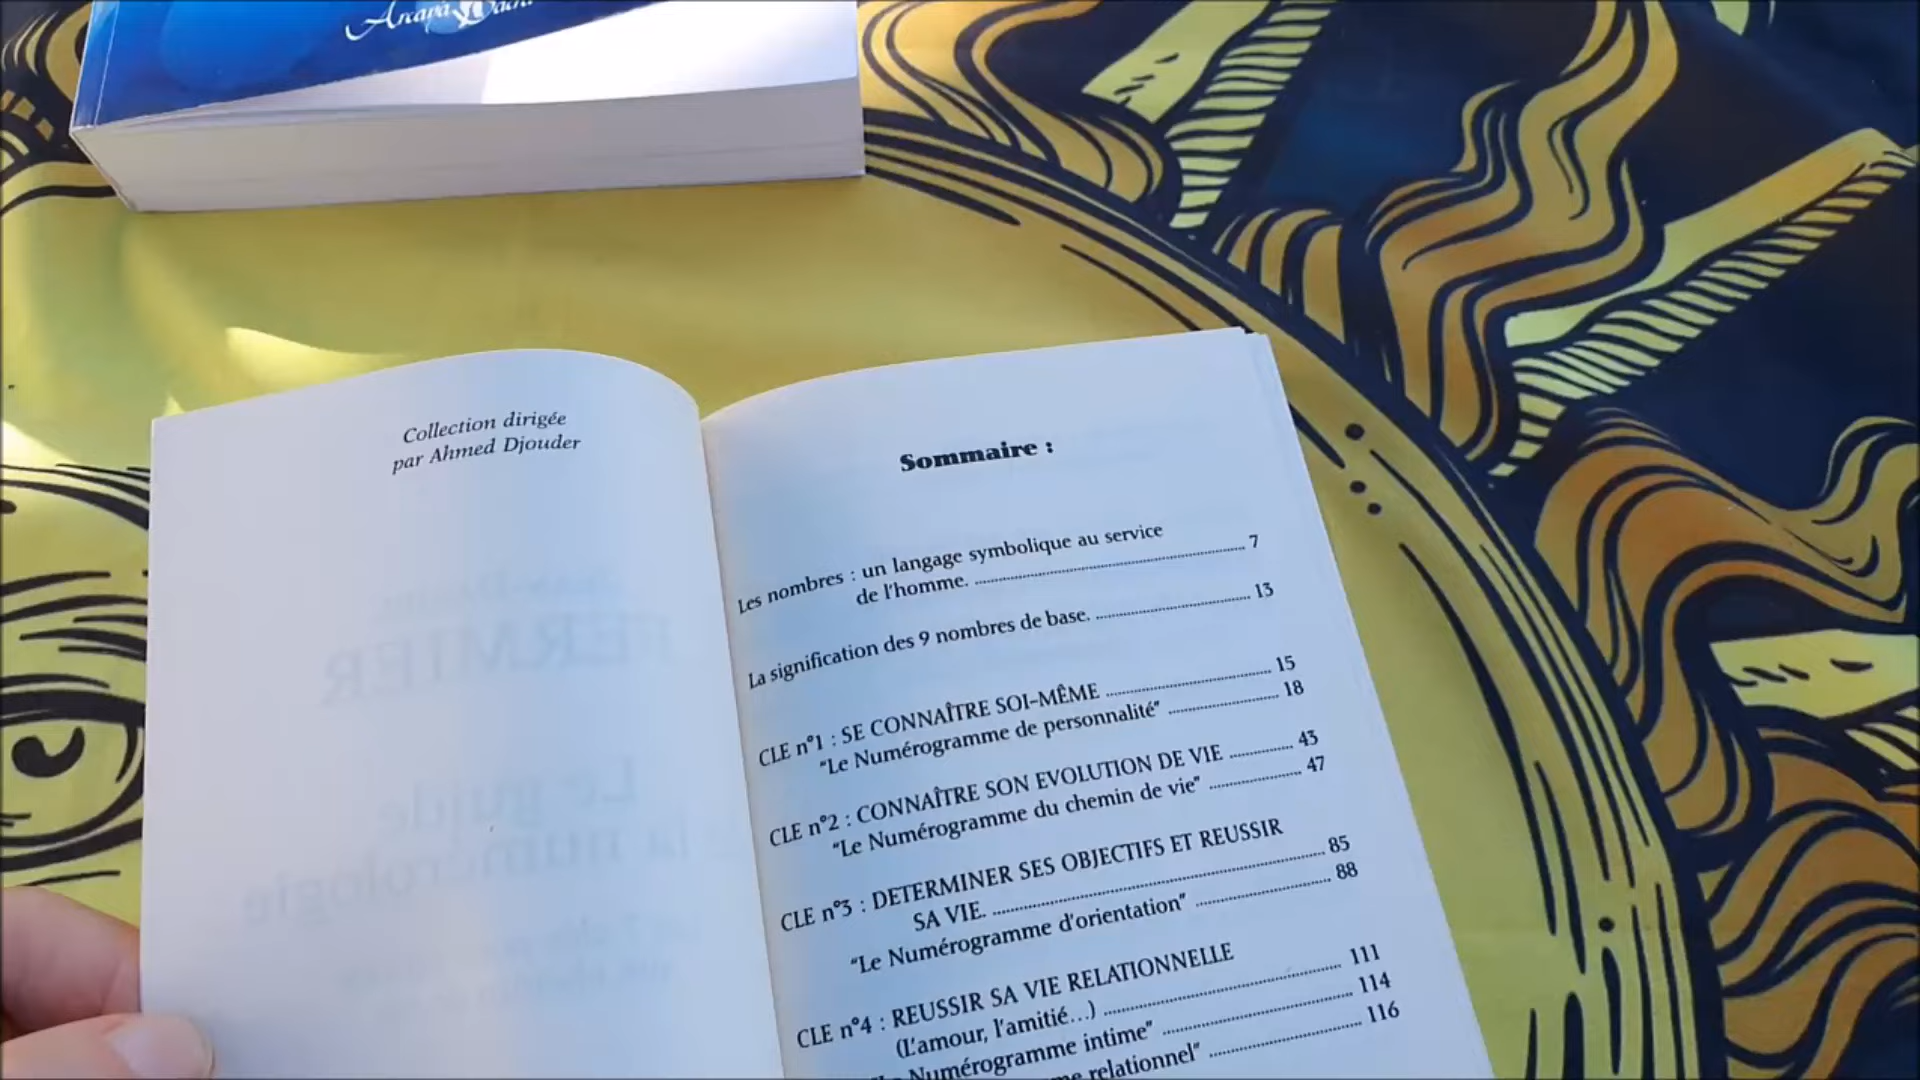 Arcana Sacra
Collection dirigée
par Ahmed Djouder
Sommaire :
Les nombres : un langage symbolique au service
de l'homme. 7
La signification des 9 nombres de base. 13
CLE n°1 : SE CONNAÎTRE SOI-MÊME 15
"Le Numérogramme de personnalité" 18
CLE n°2 : CONNAÎTRE SON EVOLUTION DE VIE 43
"Le Numérogramme du chemin de vie" 47
CLE n°3 : DETERMINER SES OBJECTIFS ET REUSSIR
SA VIE. 85
"Le Numérogramme d'orientation" 88
CLE n°4 : REUSSIR SA VIE RELATIONNELLE
(L'amour, l'amitié...) 111
Numérogramme intime" 114
relationnel" 116